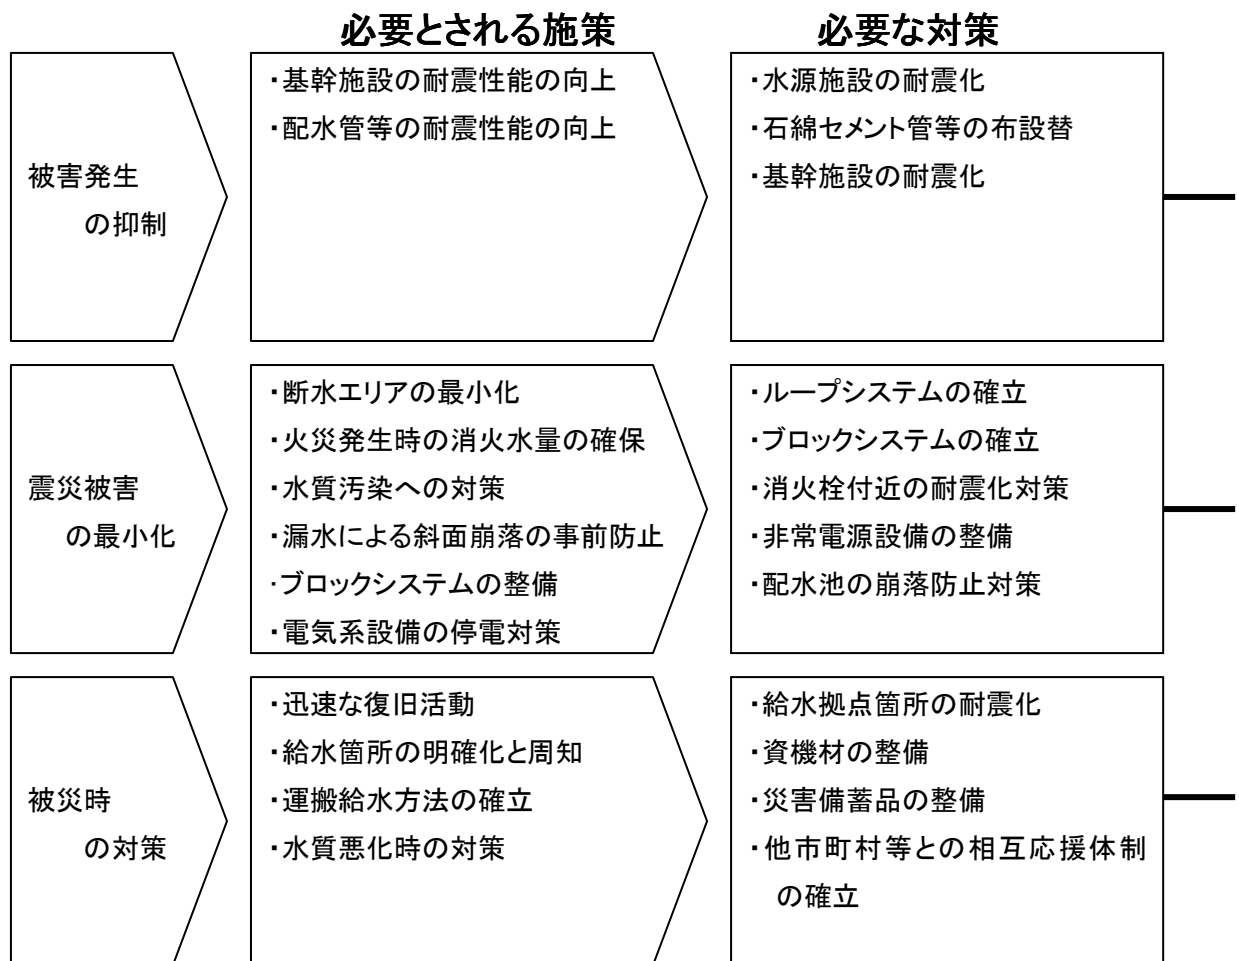 必要とされる施策
必要な対策
被害発生
の抑制
・基幹施設の耐震性能の向上
・配水管等の耐震性能の向上
・水源施設の耐震化
・石綿セメント管等の布設替
・基幹施設の耐震化
震災被害
の最小化
・断水エリアの最小化
・火災発生時の消火水量の確保
・水質汚染への対策
・漏水による斜面崩落の事前防止
・ブロックシステムの整備
・電気系設備の停電対策
・ループシステムの確立
・ブロックシステムの確立
・消火栓付近の耐震化対策
・非常電源設備の整備
・配水池の崩落防止対策
被災時
の対策
・迅速な復旧活動
・給水箇所の明確化と周知
・運搬給水方法の確立
・水質悪化時の対策
・給水拠点箇所の耐震化
・資機材の整備
・災害備蓄品の整備
・他市町村等との相互応援体制
の確立